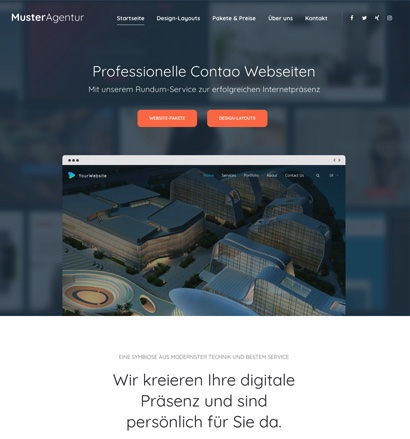 MusterAgentur
Startseite Design-Layouts Pakete & Preise Über uns Kontakt
Professionelle Contao Webseiten
Mit unserem Rundum-Service zur erfolgreichen Internetpräsenz
WEBSITE-PAKETE DESIGN-LAYOUTS
YourWebsite Home Services Portfolio About Contact Us
EINE SYMBIOSE AUS MODERNSTER TECHNIK UND BESTEM SERVICE
Wir kreieren Ihre digitale
Präsenz und sind
persönlich für Sie da.